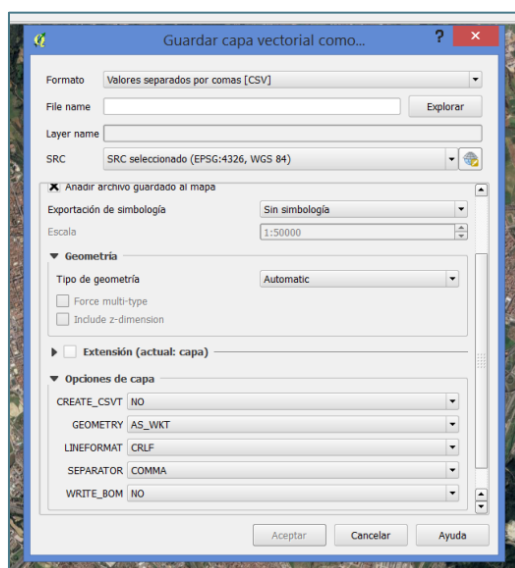 Guardar capa vectorial como...
?
Formato Valores separados por comas [CSV]
File name Explorar
Layer name
SRC SRC seleccionado (EPSG:4326, WGS 84)
Añadir archivo guardado al mapa
Exportación de simbología Sin simbología
Escala 1:50000
Geometría
Tipo de geometría Automatic
Force multi-type
Include z-dimension
Extensión (actual: capa)
Opciones de capa
CREATE_CSVT NO
GEOMETRY AS_WKT
LINEFORMAT CRLF
SEPARATOR COMMA
WRITE_BOM NO
Aceptar Cancelar Ayuda